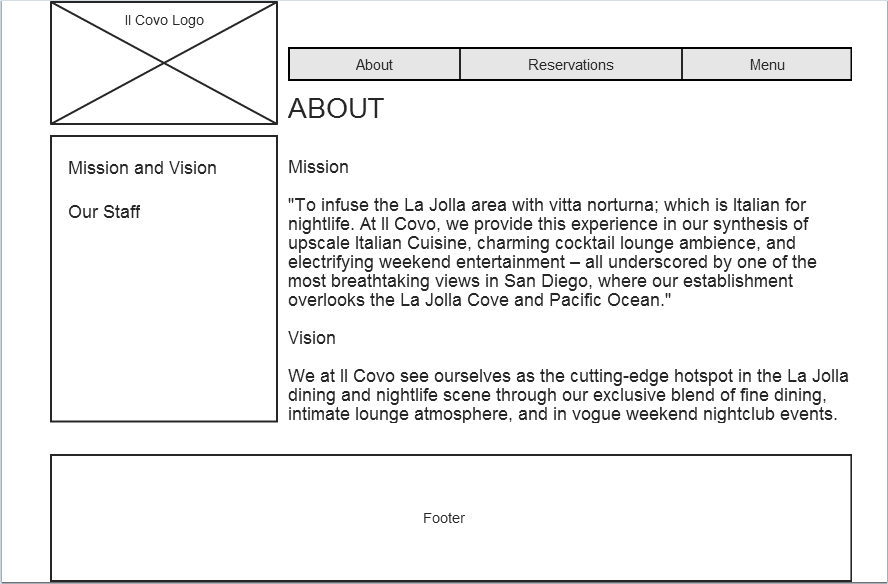 Il Covo Logo
About Reservations Menu
ABOUT
Mission and Vision
Our Staff
Mission
"To infuse the La Jolla area with vitta norturna; which is Italian for
nightlife. At Il Covo, we provide this experience in our synthesis of
upscale Italian Cuisine, charming cocktail lounge ambience, and
electrifying weekend entertainment – all underscored by one of the
most breathtaking views in San Diego, where our establishment
overlooks the La Jolla Cove and Pacific Ocean."
Vision
We at Il Covo see ourselves as the cutting-edge hotspot in the La Jolla
dining and nightlife scene through our exclusive blend of fine dining,
intimate lounge atmosphere, and in vogue weekend nightclub events.
Footer